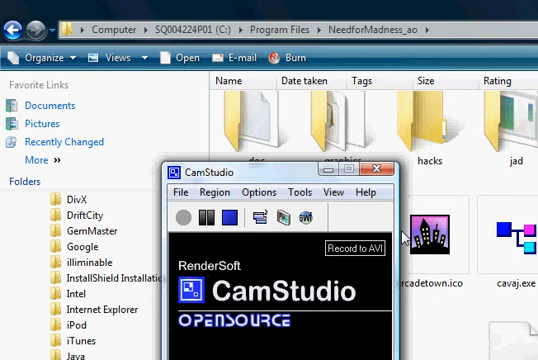 Computer ▸ SQ004224P01 (C:) ▸ Program Files ▸ NeedforMadness_ao ▸
Organize Views Open E-mail Burn
Favorite Links
Documents
Pictures
Recently Changed
More »
Folders
DivX
DriftCity
GemMaster
Google
illiminable
InstallShield Installatio
Intel
Internet Explorer
iPod
iTunes
Java
Name Date taken Tags Size Rating
graphics hacks jad
rcadetown.ico cavaj.exe
CamStudio
File Region Options Tools View Help
Record to AVI
RenderSoft
CamStudio
OPENSOURCE